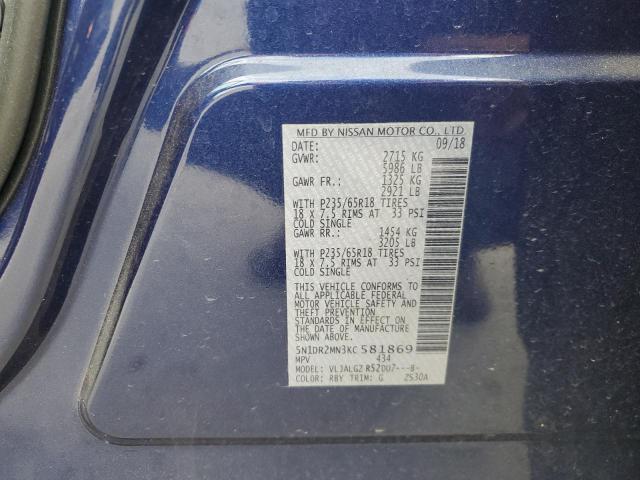 MFD BY NISSAN MOTOR CO., LTD.
DATE: 09/18
GVWR: 2715 KG
5986 LB
GAWR FR.: 1325 KG
2921 LB
WITH P235/65R18 TIRES
18 X 7.5 RIMS AT 33 PSI
COLD SINGLE
GAWR RR.: 1454 KG
3205 LB
WITH P235/65R18 TIRES
18 X 7.5 RIMS AT 33 PSI
COLD SINGLE
THIS VEHICLE CONFORMS TO
ALL APPLICABLE FEDERAL
MOTOR VEHICLE SAFETY AND
THEFT PREVENTION
STANDARDS IN EFFECT ON
THE DATE OF MANUFACTURE
SHOWN ABOVE.
5N1DR2MN3KC581869
MPV 434
MODEL: VLJALGZ R52UU7---B-
COLOR: RBY TRIM: G 2S30A